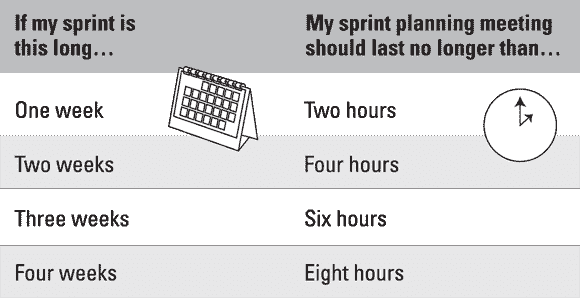 If my sprint is this long…
My sprint planning meeting should last no longer than…
One week
Two hours
Two weeks
Four hours
Three weeks
Six hours
Four weeks
Eight hours